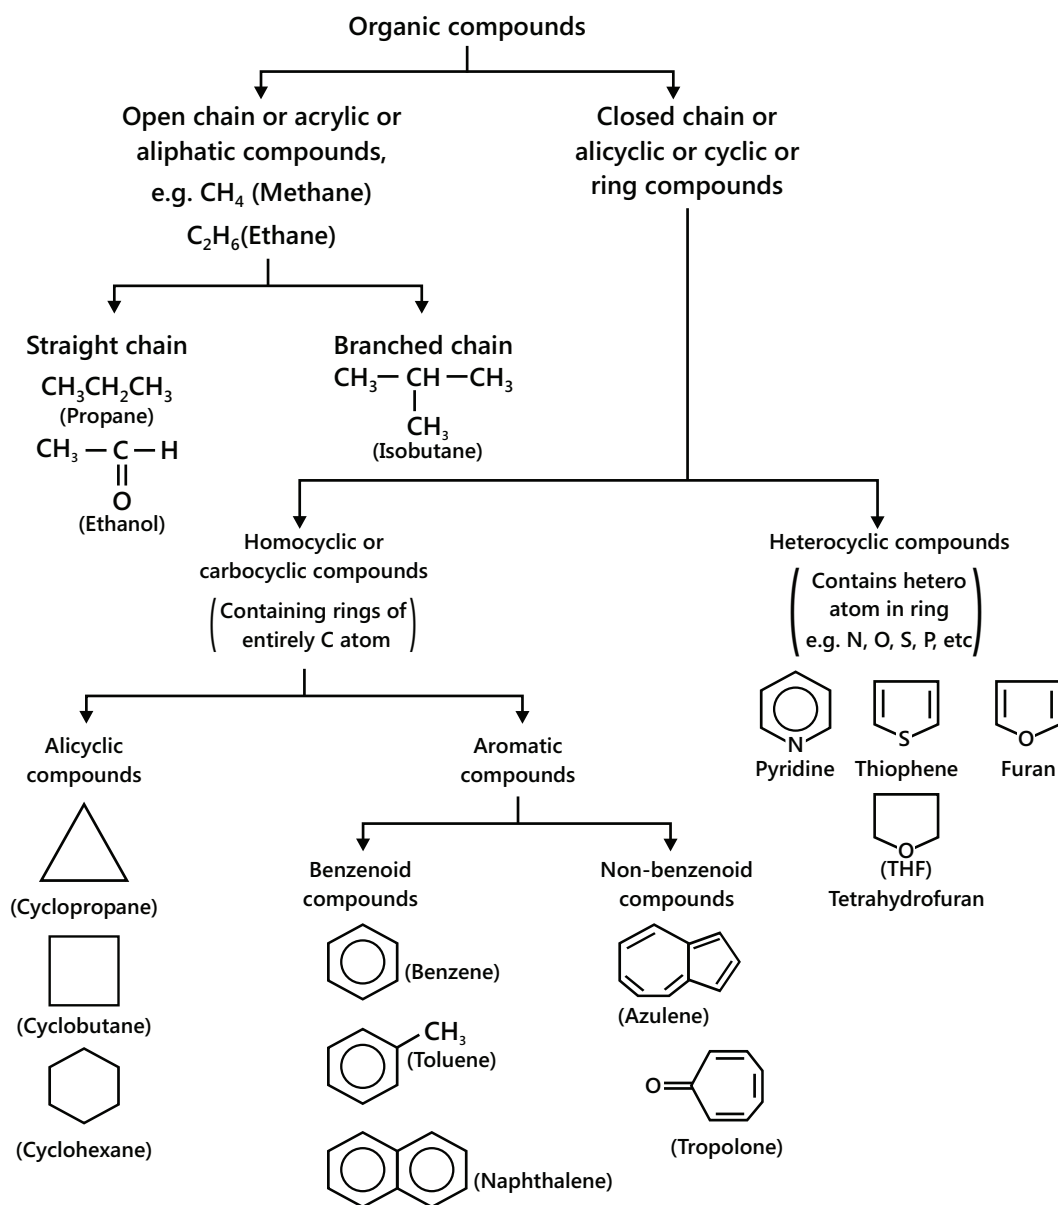 Organic compounds
Open chain or acrylic or
aliphatic compounds,
e.g. CH₄ (Methane)
C₂H₆(Ethane)
Closed chain or
alicyclic or cyclic or
ring compounds
Straight chain
CH₃CH₂CH₃
(Propane)
CH₃ — C — H
O
(Ethanol)
Branched chain
CH₃ — CH — CH₃
CH₃
(Isobutane)
Homocyclic or
carbocyclic compounds
(Containing rings of
entirely C atom)
Heterocyclic compounds
(Contains hetero
atom in ring
e.g. N, O, S, P, etc)
N
Pyridine
S
Thiophene
O
Furan
O
(THF)
Tetrahydrofuran
Alicyclic
compounds
(Cyclopropane)
(Cyclobutane)
(Cyclohexane)
Aromatic
compounds
Benzenoid
compounds
(Benzene)
CH₃
(Toluene)
(Naphthalene)
Non-benzenoid
compounds
(Azulene)
O
(Tropolone)